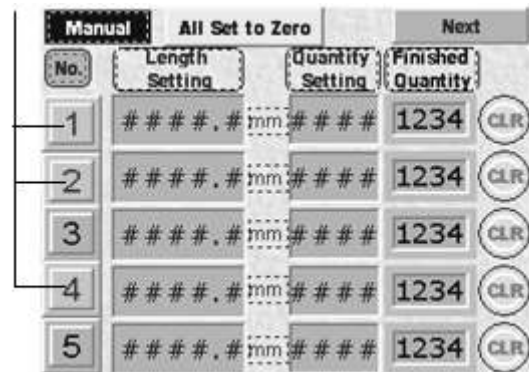 Manual All Set to Zero Next
No. Length Setting Quantity Setting Finished Quantity
1 ####.# mm #### 1234 CLR
2 ####.# mm #### 1234 CLR
3 ####.# mm #### 1234 CLR
4 ####.# mm #### 1234 CLR
5 ####.# mm #### 1234 CLR